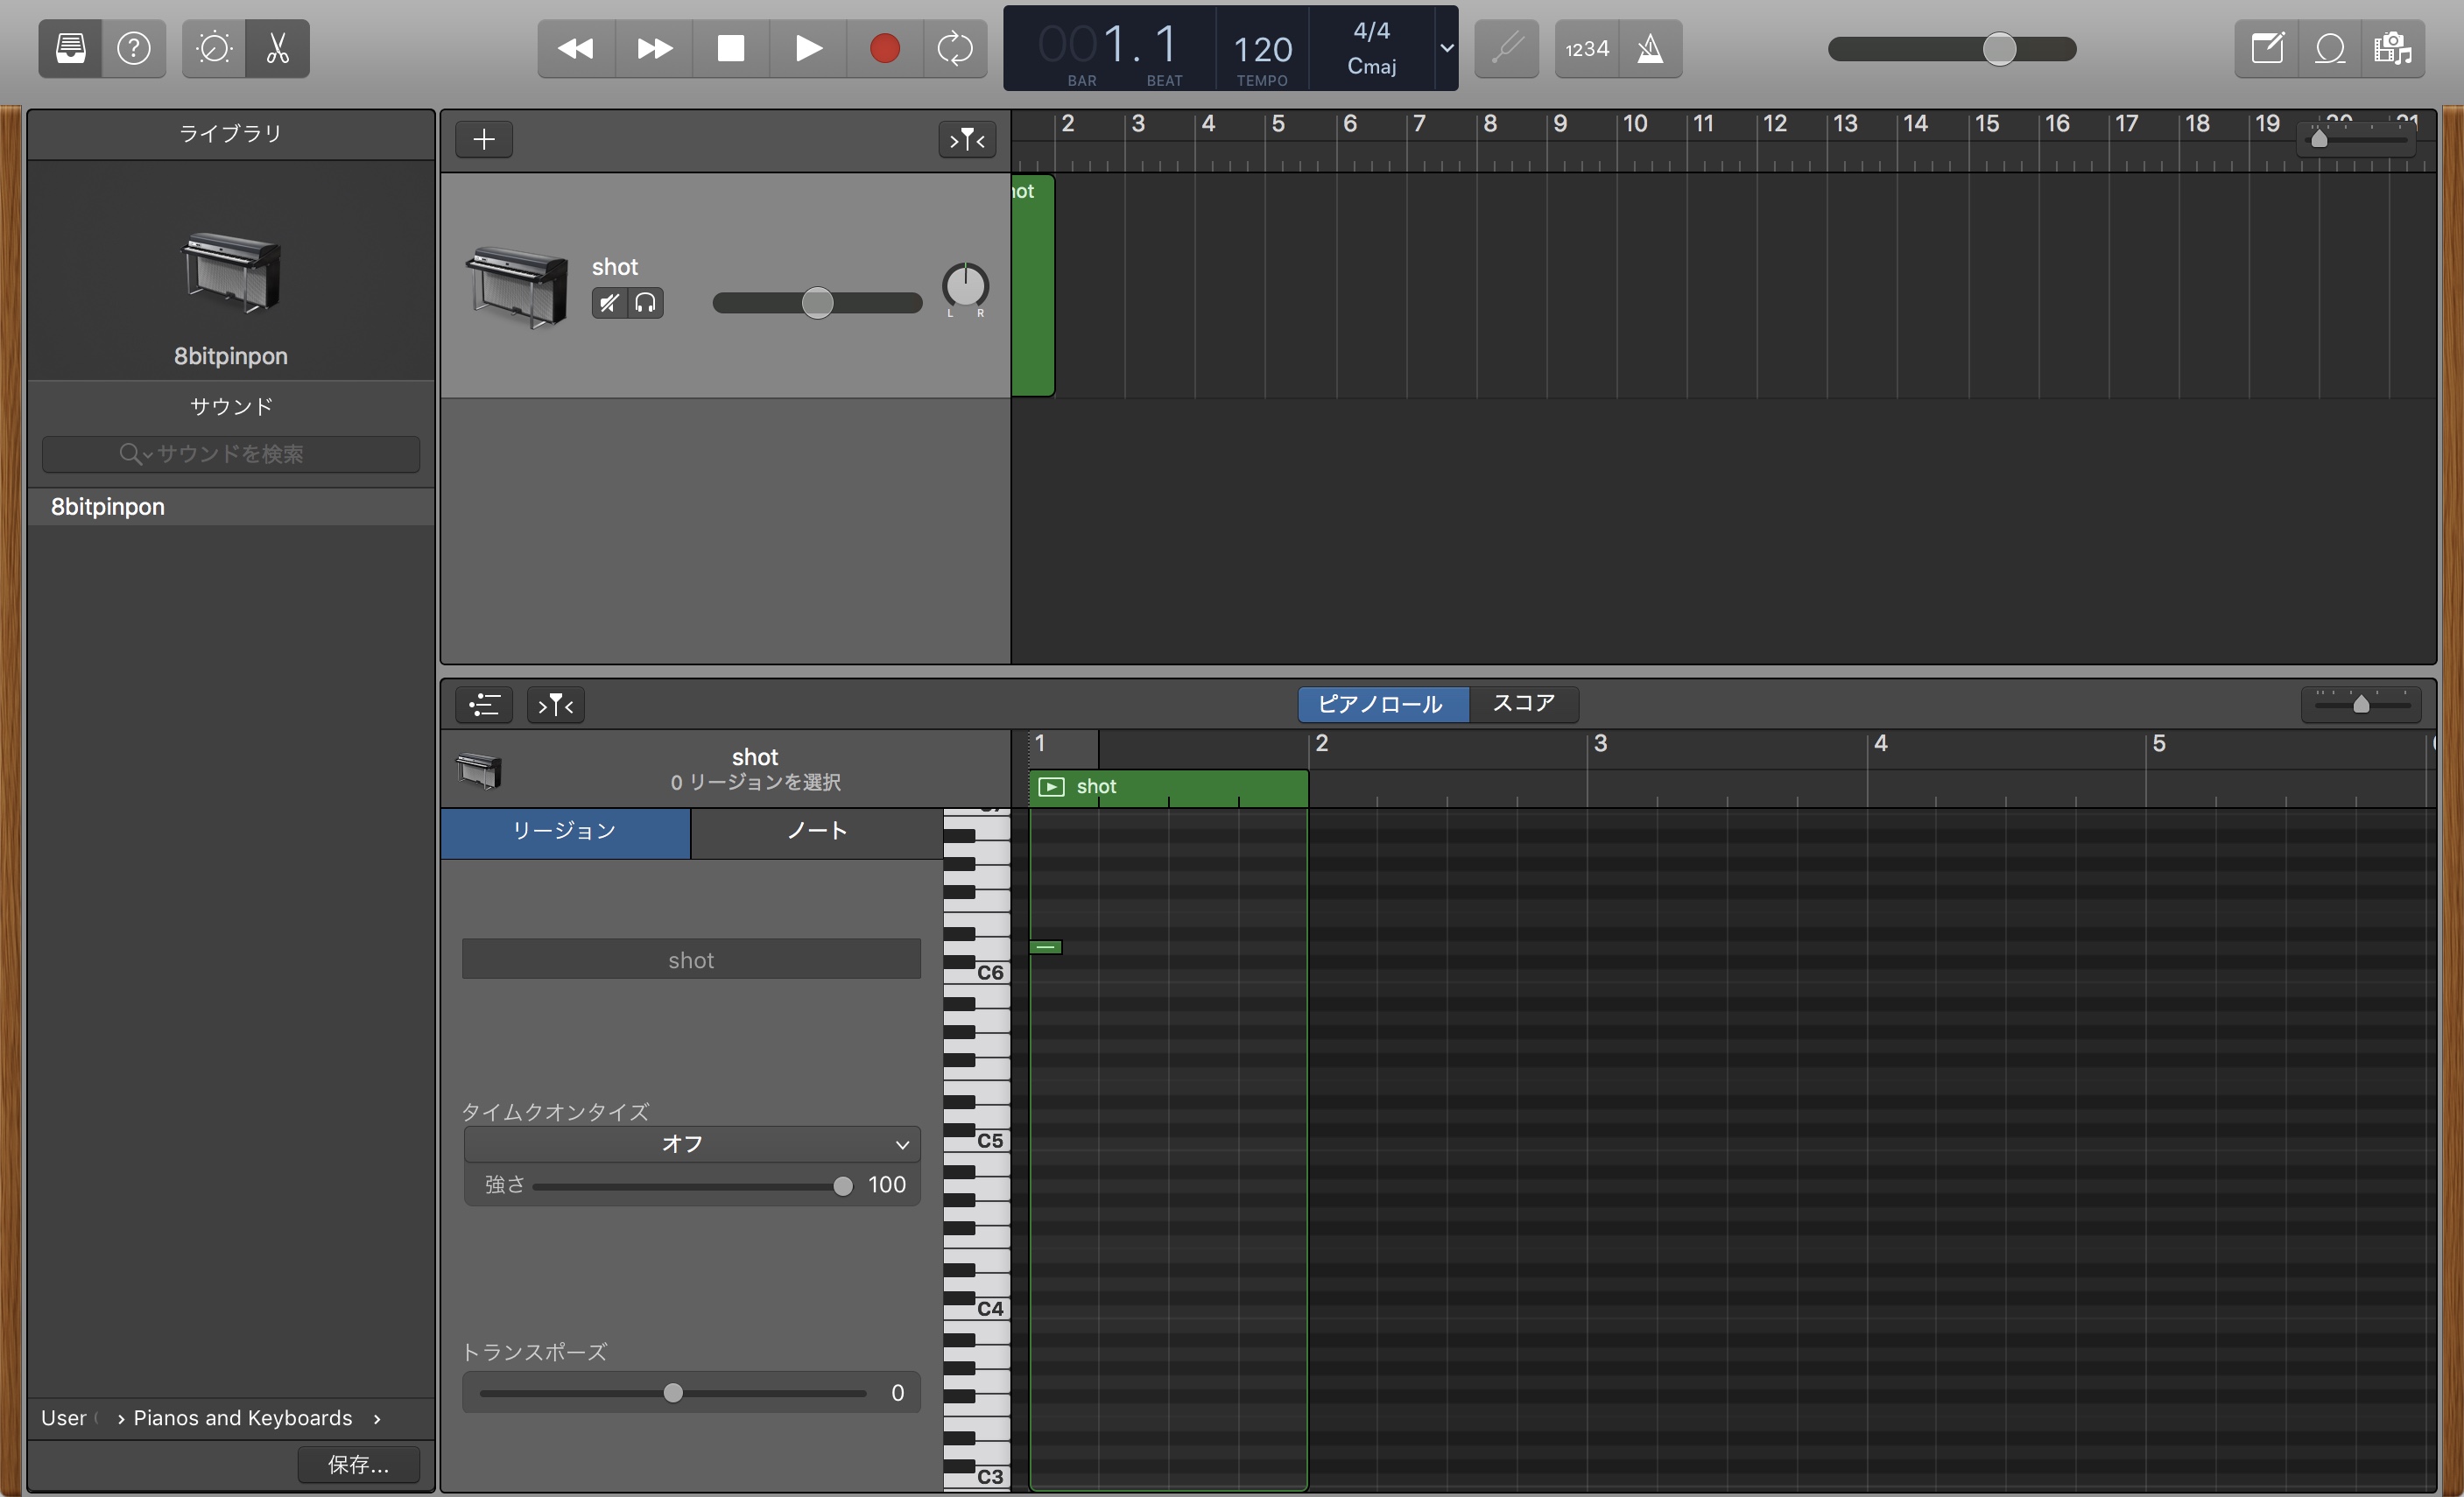 001. 1
BAR
BEAT
120
TEMPO
4/4
Cmaj
1234
ライブラリ
8bitpinpon
サウンド
サウンドを検索
8bitpinpon
User
Pianos and Keyboards
保存...
2 3 4 5 6 7 8 9 10 11 12 13 14 15 16 17 18 19 20 21
hot
shot
L R
ピアノロール
スコア
shot
0 リージョンを選択
1 2 3 4 5
shot
リージョン
ノート
shot
タイムクオンタイズ
オフ
強さ
100
トランスポーズ
0
C6
C5
C4
C3